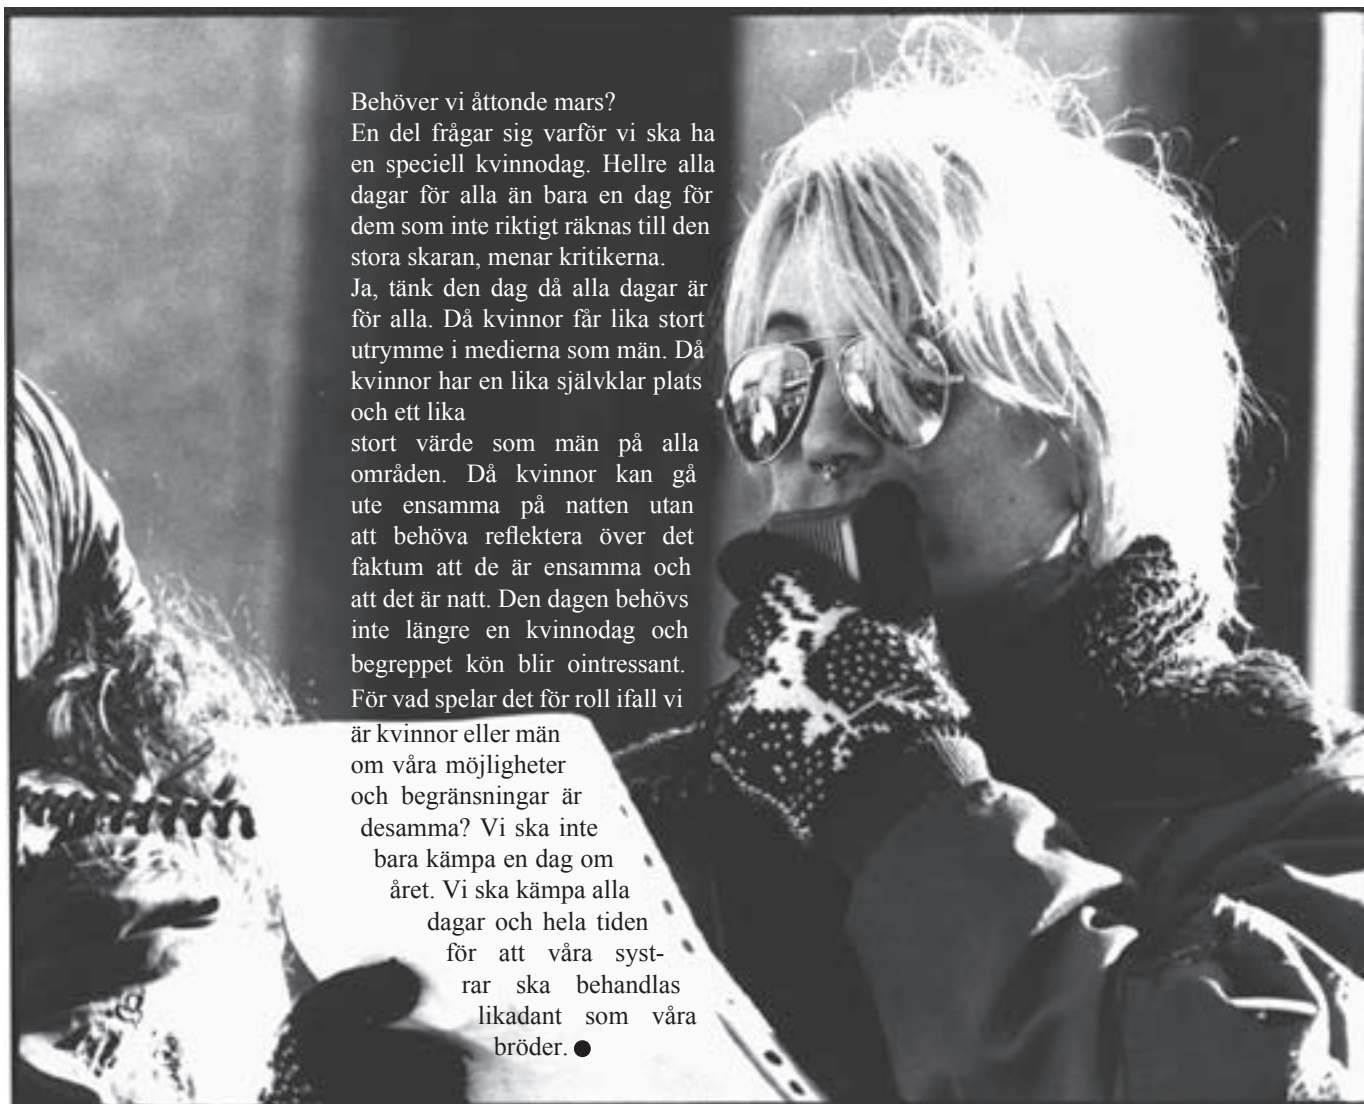 Behöver vi åttonde mars?
En del frågar sig varför vi ska ha
en speciell kvinnodag. Hellre alla
dagar för alla än bara en dag för
dem som inte riktigt räknas till den
stora skaran, menar kritikerna.
Ja, tänk den dag då alla dagar är
för alla. Då kvinnor får lika stort
utrymme i medierna som män. Då
kvinnor har en lika självklar plats
och ett lika
stort värde som män på alla
områden. Då kvinnor kan gå
ute ensamma på natten utan
att behöva reflektera över det
faktum att de är ensamma och
att det är natt. Den dagen behövs
inte längre en kvinnodag och
begreppet kön blir ointressant.
För vad spelar det för roll ifall vi
är kvinnor eller män
om våra möjligheter
och begränsningar är
desamma? Vi ska inte
bara kämpa en dag om
året. Vi ska kämpa alla
dagar och hela tiden
för att våra syst-
rar ska behandlas
likadant som våra
bröder. ●